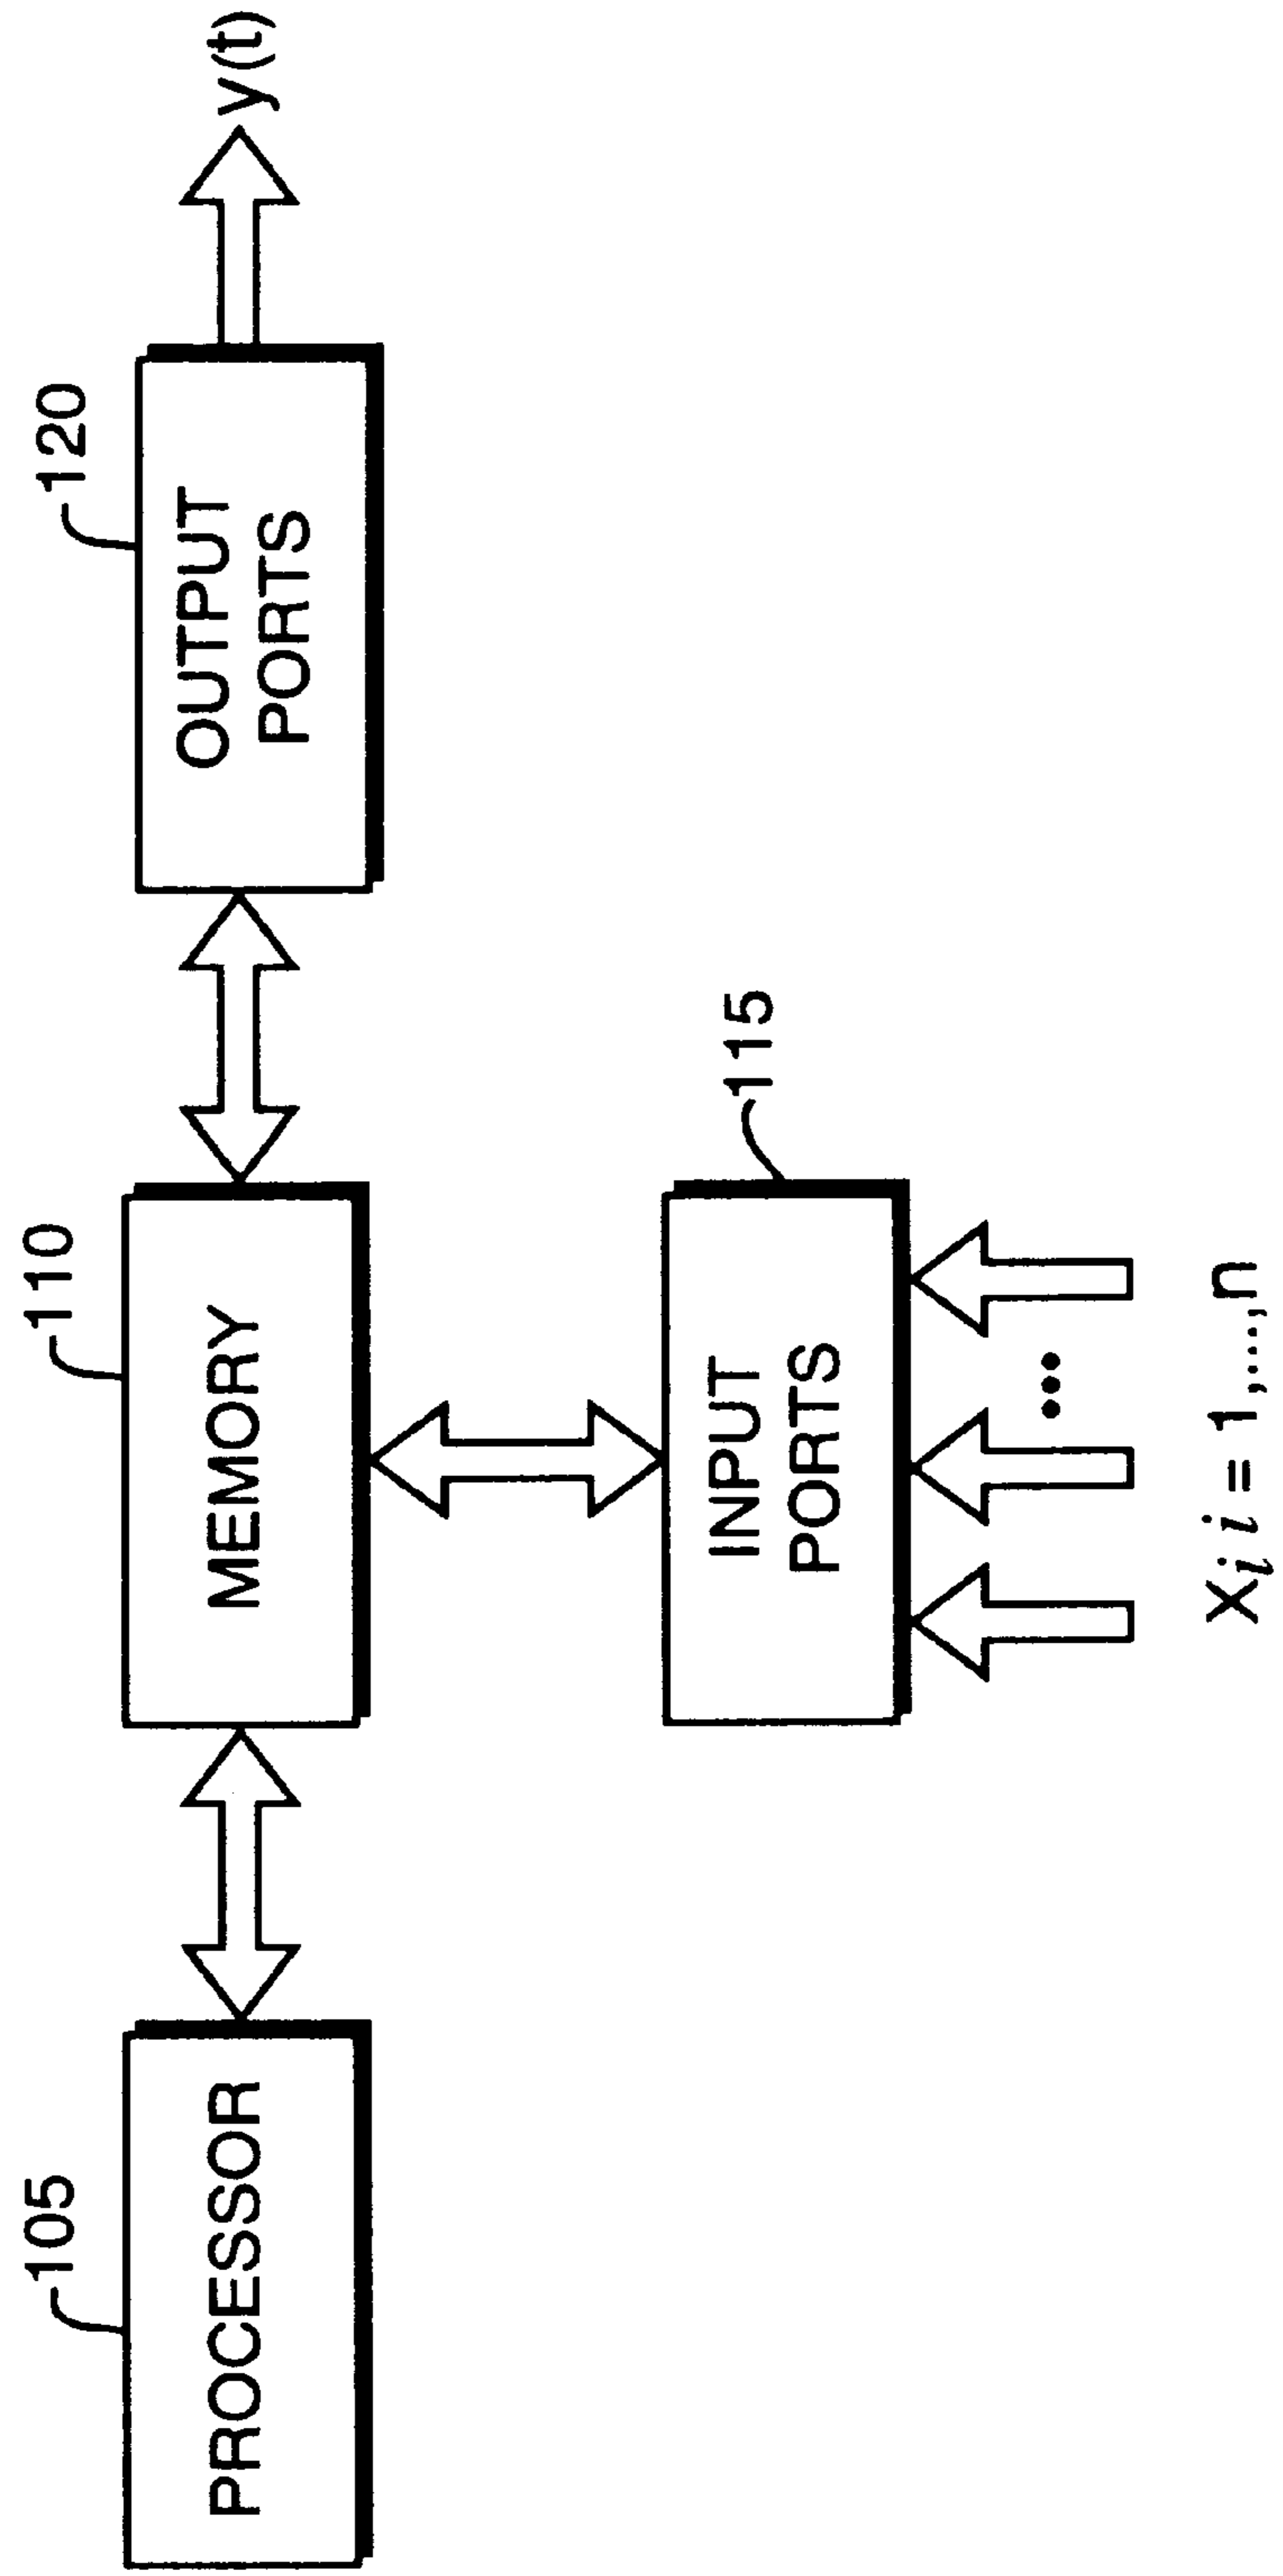 105
PROCESSOR
110
MEMORY
120
OUTPUT
PORTS
y(t)
115
INPUT
PORTS
...
X_i i = 1,...,n